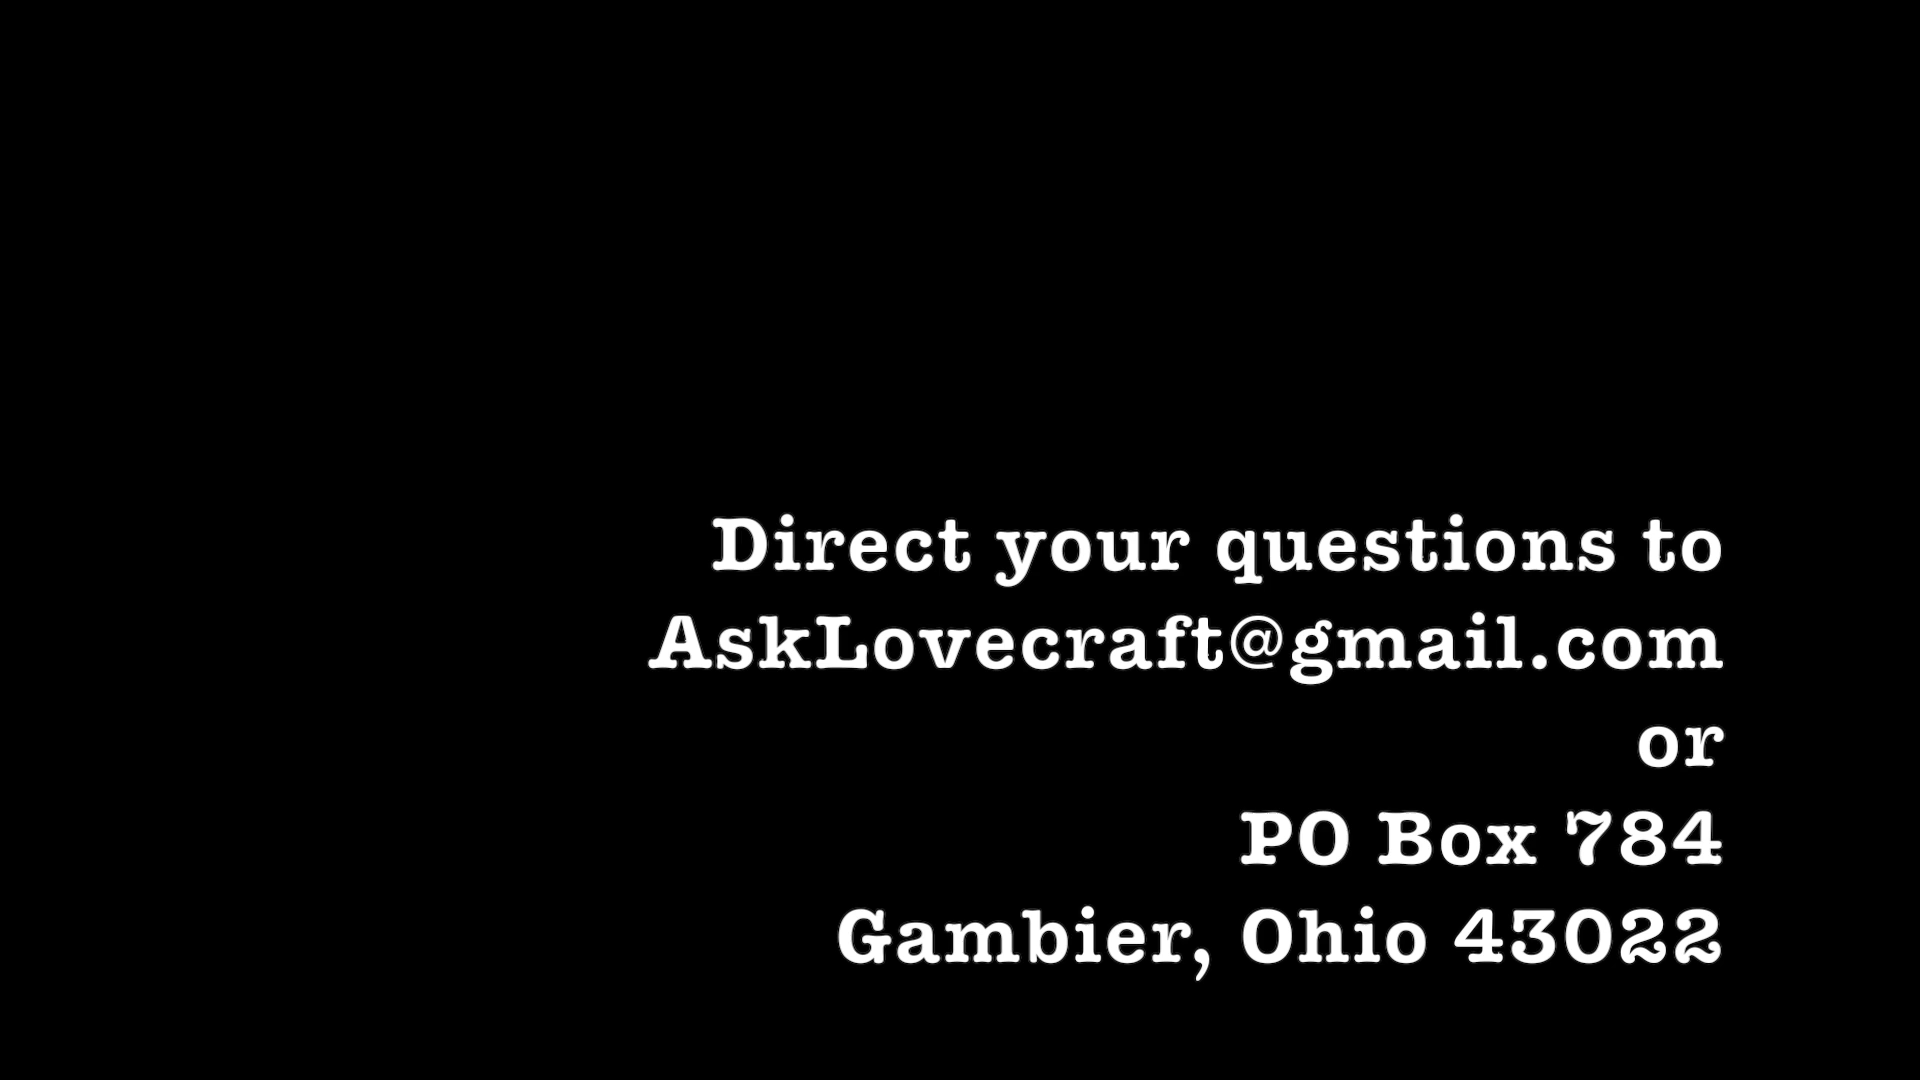 Direct your questions to
AskLovecraft@gmail.com
or
PO Box 784
Gambier, Ohio 43022